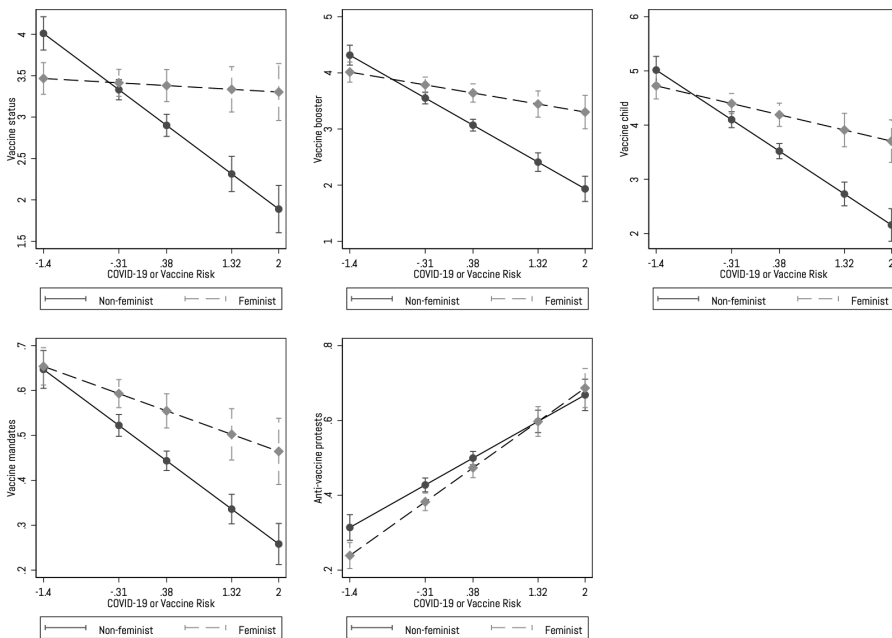 Vaccine status
4
3.5
3
2.5
2
1.5
-1.4 -.31 .38 1.32 2
COVID-19 or Vaccine Risk
Non-feminist Feminist
Vaccine booster
5
4
3
2
1
-1.4 -.31 .38 1.32 2
COVID-19 or Vaccine Risk
Non-feminist Feminist
Vaccine child
6
5
4
3
2
-1.4 -.31 .38 1.32 2
COVID-19 or Vaccine Risk
Non-feminist Feminist
Vaccine mandates
.7
.6
.5
.4
.3
.2
-1.4 -.31 .38 1.32 2
COVID-19 or Vaccine Risk
Non-feminist Feminist
Anti-vaccine protests
.8
.6
.4
.2
-1.4 -.31 .38 1.32 2
COVID-19 or Vaccine Risk
Non-feminist Feminist